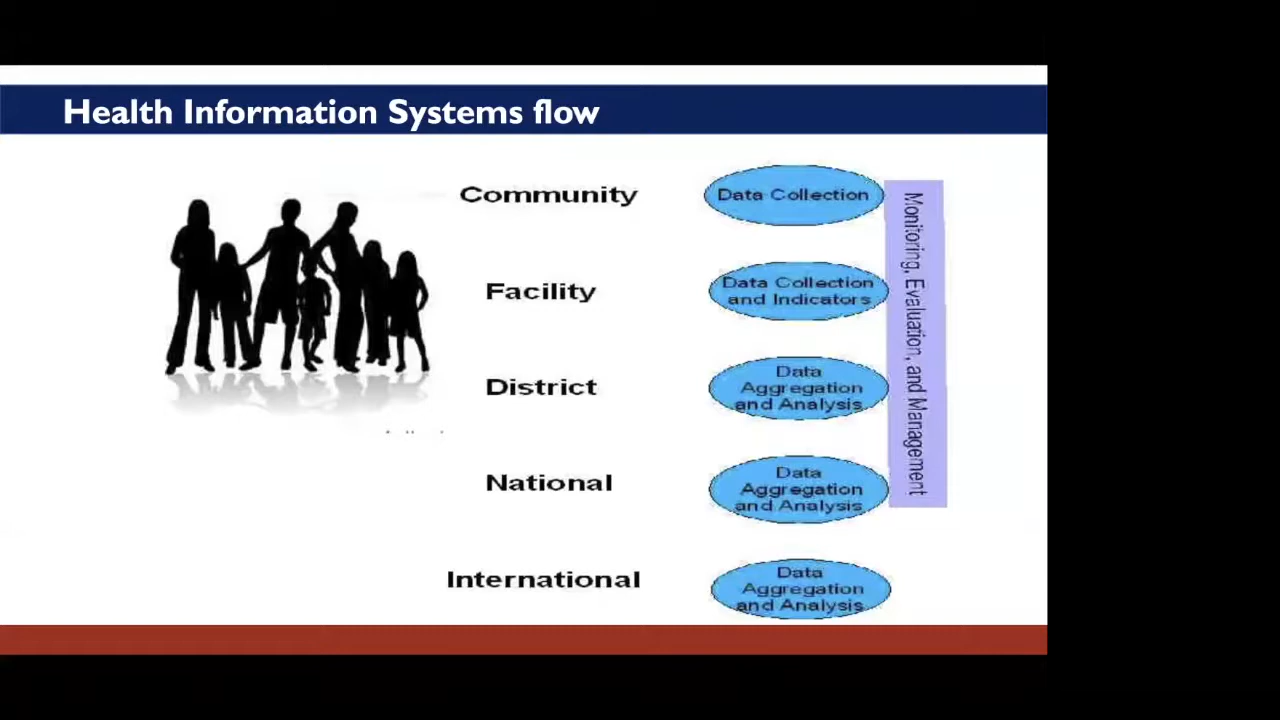 Health Information Systems flow
Community
Data Collection
Facility
Data Collection
and Indicators
District
Data
Aggregation
and Analysis
National
Data
Aggregation
and Analysis
International
Data
Aggregation
and Analysis
Monitoring, Evaluation, and Management